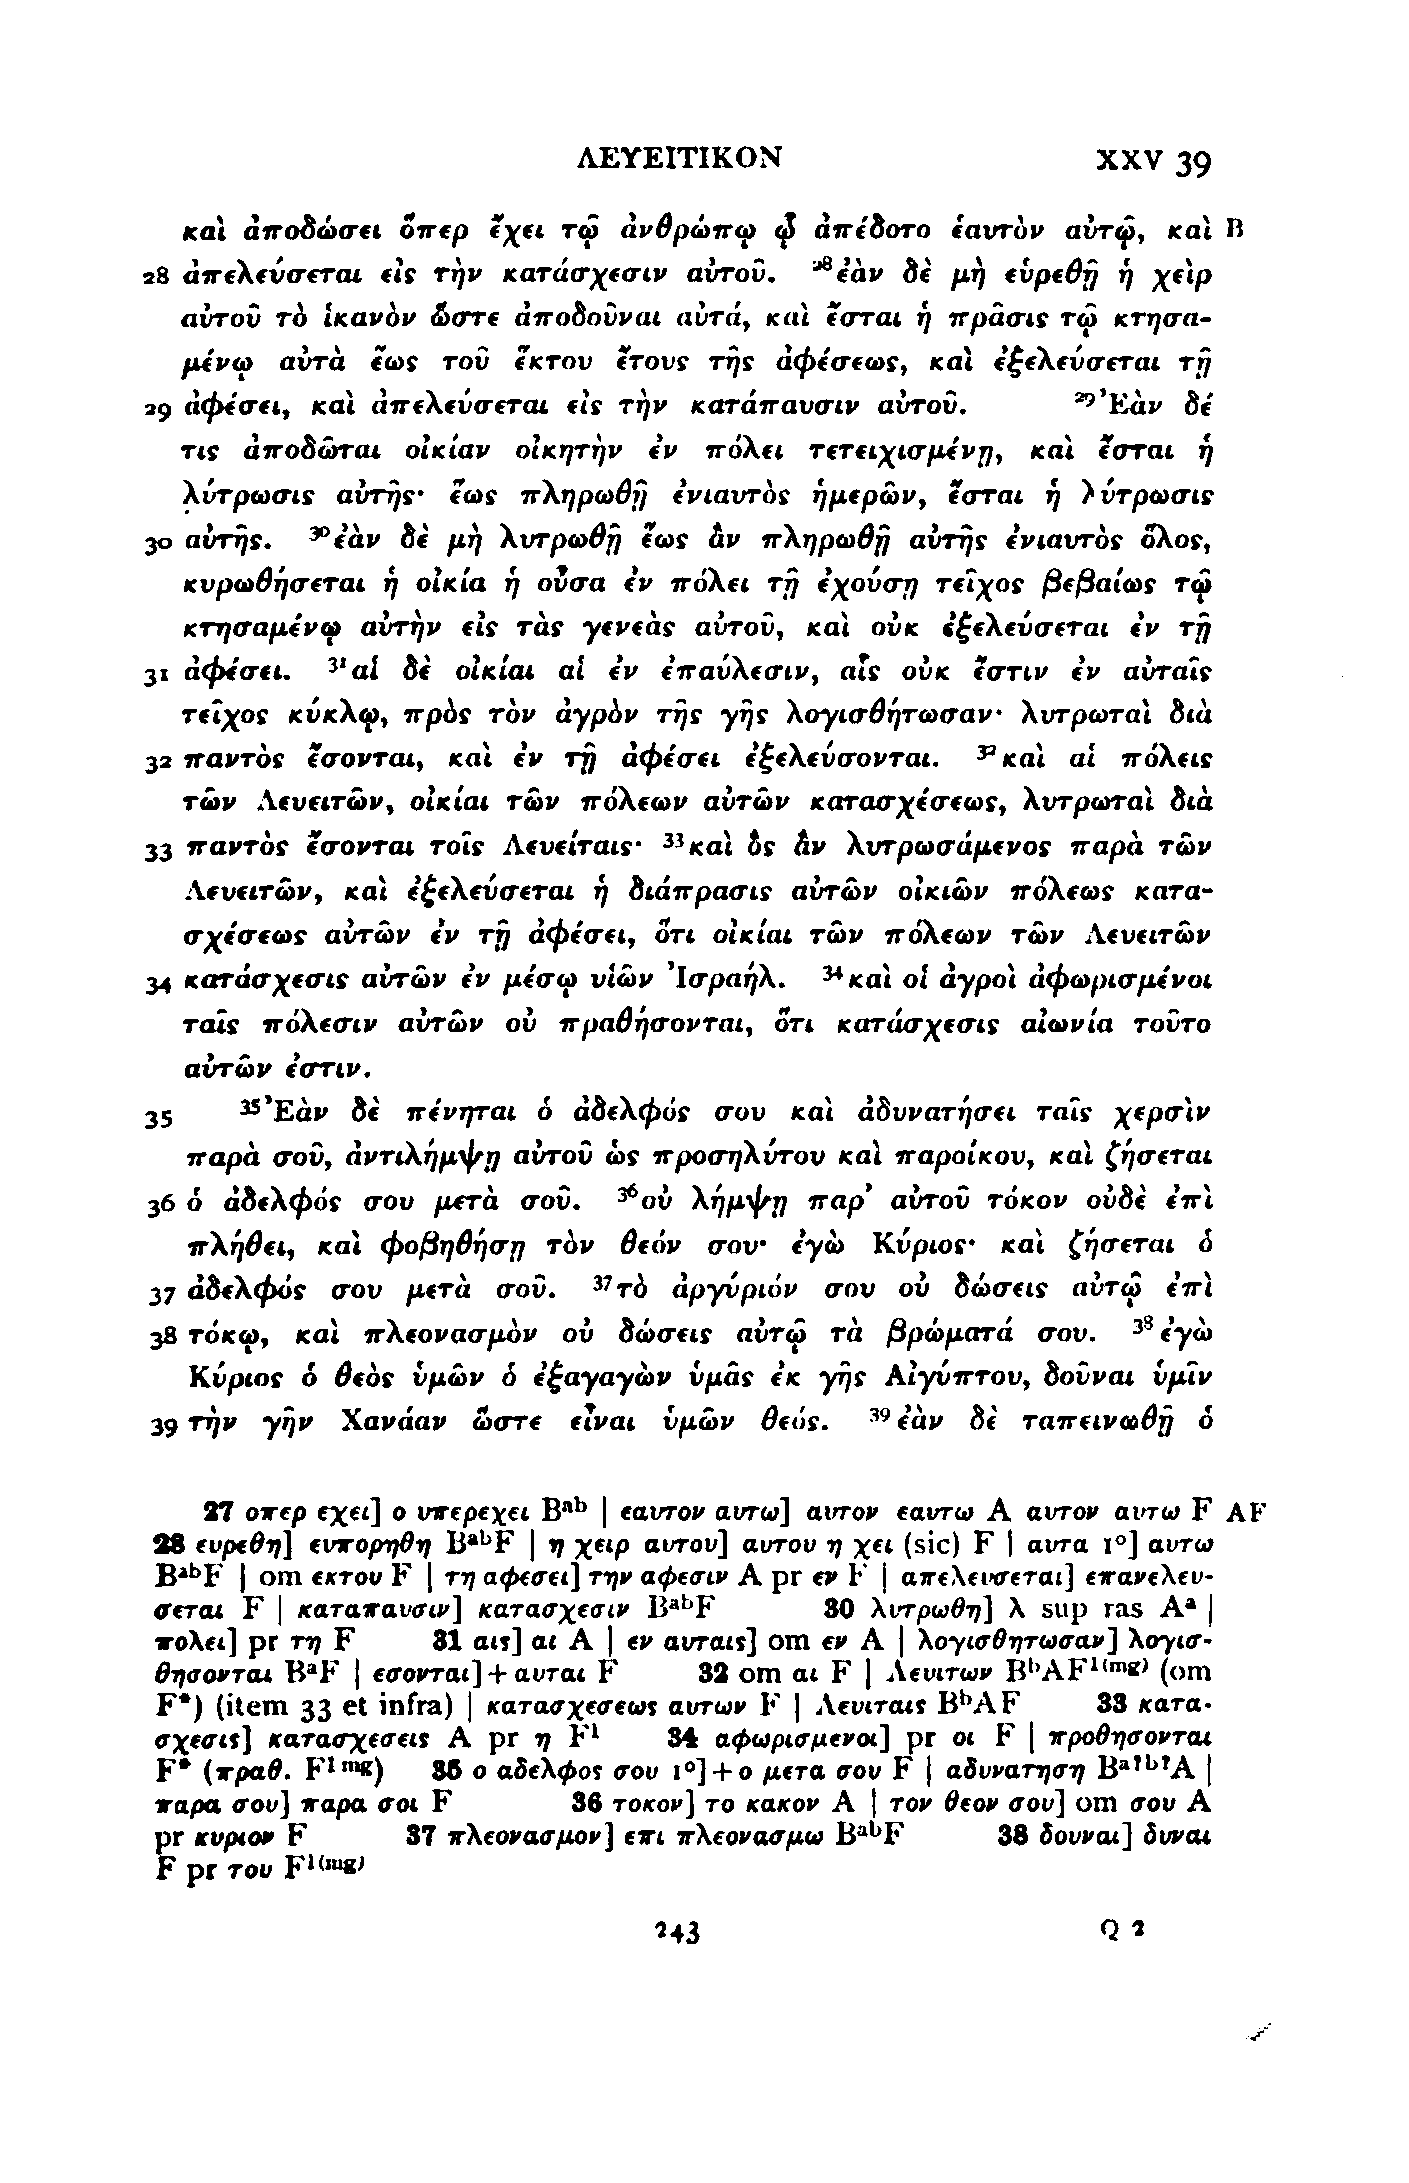 ΛΕΥΕΙΤΙΚΟΝ XXV 39
καὶ ἀποδώσει ὅπερ ἔχει τῷ ἀνθρώπῳ ᾧ ἀπέδοτο ἑαυτὸν αὐτῷ, καὶ B
28 ἀπελεύσεται εἰς τὴν κατάσχεσιν αὐτοῦ. ²⁸ἐὰν δὲ μὴ εὑρεθῇ ἡ χεὶρ
αὐτοῦ τὸ ἱκανὸν ὥστε ἀποδοῦναι αὐτά, καὶ ἔσται ἡ πρᾶσις τῷ κτησα-
μένῳ αὐτὰ ἕως τοῦ ἕκτου ἔτους τῆς ἀφέσεως, καὶ ἐξελεύσεται τῇ
29 ἀφέσει, καὶ ἀπελεύσεται εἰς τὴν κατάπαυσιν αὐτοῦ. ²⁹Ἐὰν δέ
τις ἀποδῶται οἰκίαν οἰκητὴν ἐν πόλει τετειχισμένῃ, καὶ ἔσται ἡ
λύτρωσις αὐτῆς· ἕως πληρωθῇ ἐνιαυτὸς ἡμερῶν, ἔσται ἡ λύτρωσις
30 αὐτῆς. ³⁰ἐὰν δὲ μὴ λυτρωθῇ ἕως ἂν πληρωθῇ αὐτῆς ἐνιαυτὸς ὅλος,
κυρωθήσεται ἡ οἰκία ἡ οὖσα ἐν πόλει τῇ ἐχούσῃ τεῖχος βεβαίως τῷ
κτησαμένῳ αὐτὴν εἰς τὰς γενεὰς αὐτοῦ, καὶ οὐκ ἐξελεύσεται ἐν τῇ
31 ἀφέσει. ³¹αἱ δὲ οἰκίαι αἱ ἐν ἐπαύλεσιν, αἷς οὐκ ἔστιν ἐν αὐταῖς
τεῖχος κύκλῳ, πρὸς τὸν ἀγρὸν τῆς γῆς λογισθήτωσαν· λυτρωταὶ διὰ
32 παντὸς ἔσονται, καὶ ἐν τῇ ἀφέσει ἐξελεύσονται. ³²καὶ αἱ πόλεις
τῶν Λευειτῶν, οἰκίαι τῶν πόλεων αὐτῶν κατασχέσεως, λυτρωταὶ διὰ
33 παντὸς ἔσονται τοῖς Λευείταις· ³³καὶ ὃς ἂν λυτρωσάμενος παρὰ τῶν
Λευειτῶν, καὶ ἐξελεύσεται ἡ διάπρασις αὐτῶν οἰκιῶν πόλεως κατα-
σχέσεως αὐτῶν ἐν τῇ ἀφέσει, ὅτι οἰκίαι τῶν πόλεων τῶν Λευειτῶν
34 κατάσχεσις αὐτῶν ἐν μέσῳ υἱῶν Ἰσραήλ. ³⁴καὶ οἱ ἀγροὶ ἀφωρισμένοι
ταῖς πόλεσιν αὐτῶν οὐ πραθήσονται, ὅτι κατάσχεσις αἰωνία τοῦτο
αὐτῶν ἐστιν.
35 ³⁵Ἐὰν δὲ πένηται ὁ ἀδελφός σου καὶ ἀδυνατήσει ταῖς χερσὶν
παρὰ σοῦ, ἀντιλήμψῃ αὐτοῦ ὡς προσηλύτου καὶ παροίκου, καὶ ζήσεται
36 ὁ ἀδελφός σου μετὰ σοῦ. ³⁶οὐ λήμψῃ παρ’ αὐτοῦ τόκον οὐδὲ ἐπὶ
πλήθει, καὶ φοβηθήσῃ τὸν θεόν σου· ἐγὼ Κύριος· καὶ ζήσεται ὁ
37 ἀδελφός σου μετὰ σοῦ. ³⁷τὸ ἀργύριόν σου οὐ δώσεις αὐτῷ ἐπὶ
38 τόκῳ, καὶ πλεονασμὸν οὐ δώσεις αὐτῷ τὰ βρώματά σου. ³⁸ἐγὼ
Κύριος ὁ θεὸς ὑμῶν ὁ ἐξαγαγὼν ὑμᾶς ἐκ γῆς Αἰγύπτου, δοῦναι ὑμῖν
39 τὴν γῆν Χανάαν ὥστε εἶναι ὑμῶν θεός. ³⁹ἐὰν δὲ ταπεινωθῇ ὁ
27 οπερ εχει] ο υπερεχει Bᵃᵇ | εαυτον αυτω] αυτον εαυτω A αυτον αυτω F AF
28 ευρεθη] ευπορηθη BᵃᵇF | η χειρ αυτου] αυτου η χει (sic) F | αυτα 1°] αυτω
BᵃᵇF | om εκτου F | τη αφεσει] την αφεσιν A pr εν F | απελευσεται] επανελευ-
σεται F | καταπαυσιν] κατασχεσιν BᵃᵇF 30 λυτρωθη] λ sup ras Aᵃ |
πολει] pr τη F 31 αις] αι A | εν αυταις] om εν A | λογισθητωσαν] λογισ-
θησονται BᵃF | εσονται]+αυται F 32 om αι F | Λευιτων BᵇAF¹⁽ᵐᵍ⁾ (om
F*) (item 33 et infra) | κατασχεσεως αυτων F | Λευιταις BᵇAF 33 κατα-
σχεσις] κατασχεσεις A pr η F¹ 34 αφωρισμενοι] pr οι F | προθησονται
F* (πραθ. F¹ᵐᵍ) 35 ο αδελφος σου 1°]+ο μετα σου F | αδυνατηση Bᵃ?ᵇ?A |
παρα σου] παρα σοι F 36 τοκον] το κακον A | τον θεον σου] om σου A
pr κυριον F 37 πλεονασμον] επι πλεονασμω BᵃᵇF 38 δουναι] δυναι
F pr του F¹⁽ᵐᵍ⁾
243 Q 2